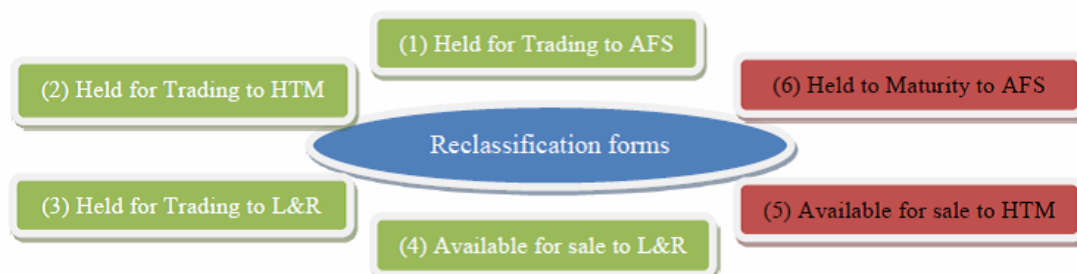 (1) Held for Trading to AFS
(2) Held for Trading to HTM
(6) Held to Maturity to AFS
Reclassification forms
(3) Held for Trading to L&R
(5) Available for sale to HTM
(4) Available for sale to L&R